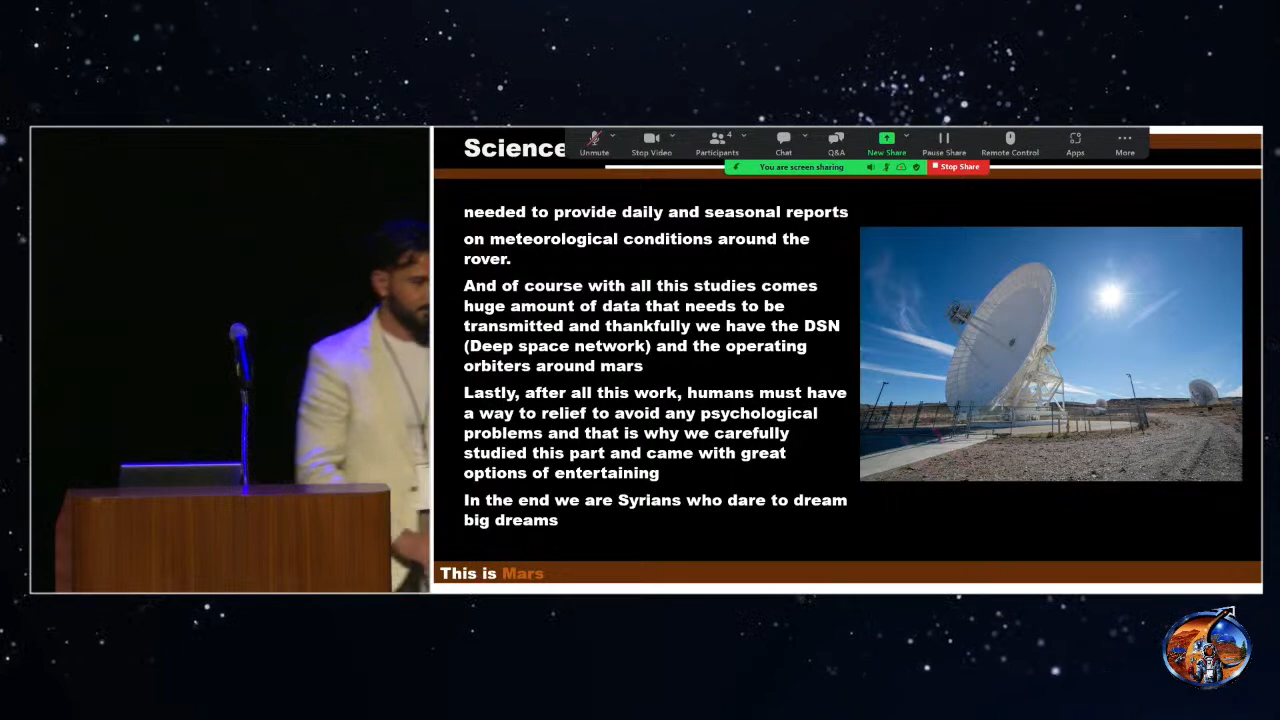 Science
Unmute
Stop Video
Participants
4
Chat
Q&A
New Share
Pause Share
Remote Control
Apps
More
You are screen sharing
Stop Share
needed to provide daily and seasonal reports
on meteorological conditions around the
rover.
And of course with all this studies comes
huge amount of data that needs to be
transmitted and thankfully we have the DSN
(Deep space network) and the operating
orbiters around mars
Lastly, after all this work, humans must have
a way to relief to avoid any psychological
problems and that is why we carefully
studied this part and came with great
options of entertaining
In the end we are Syrians who dare to dream
big dreams
This is Mars